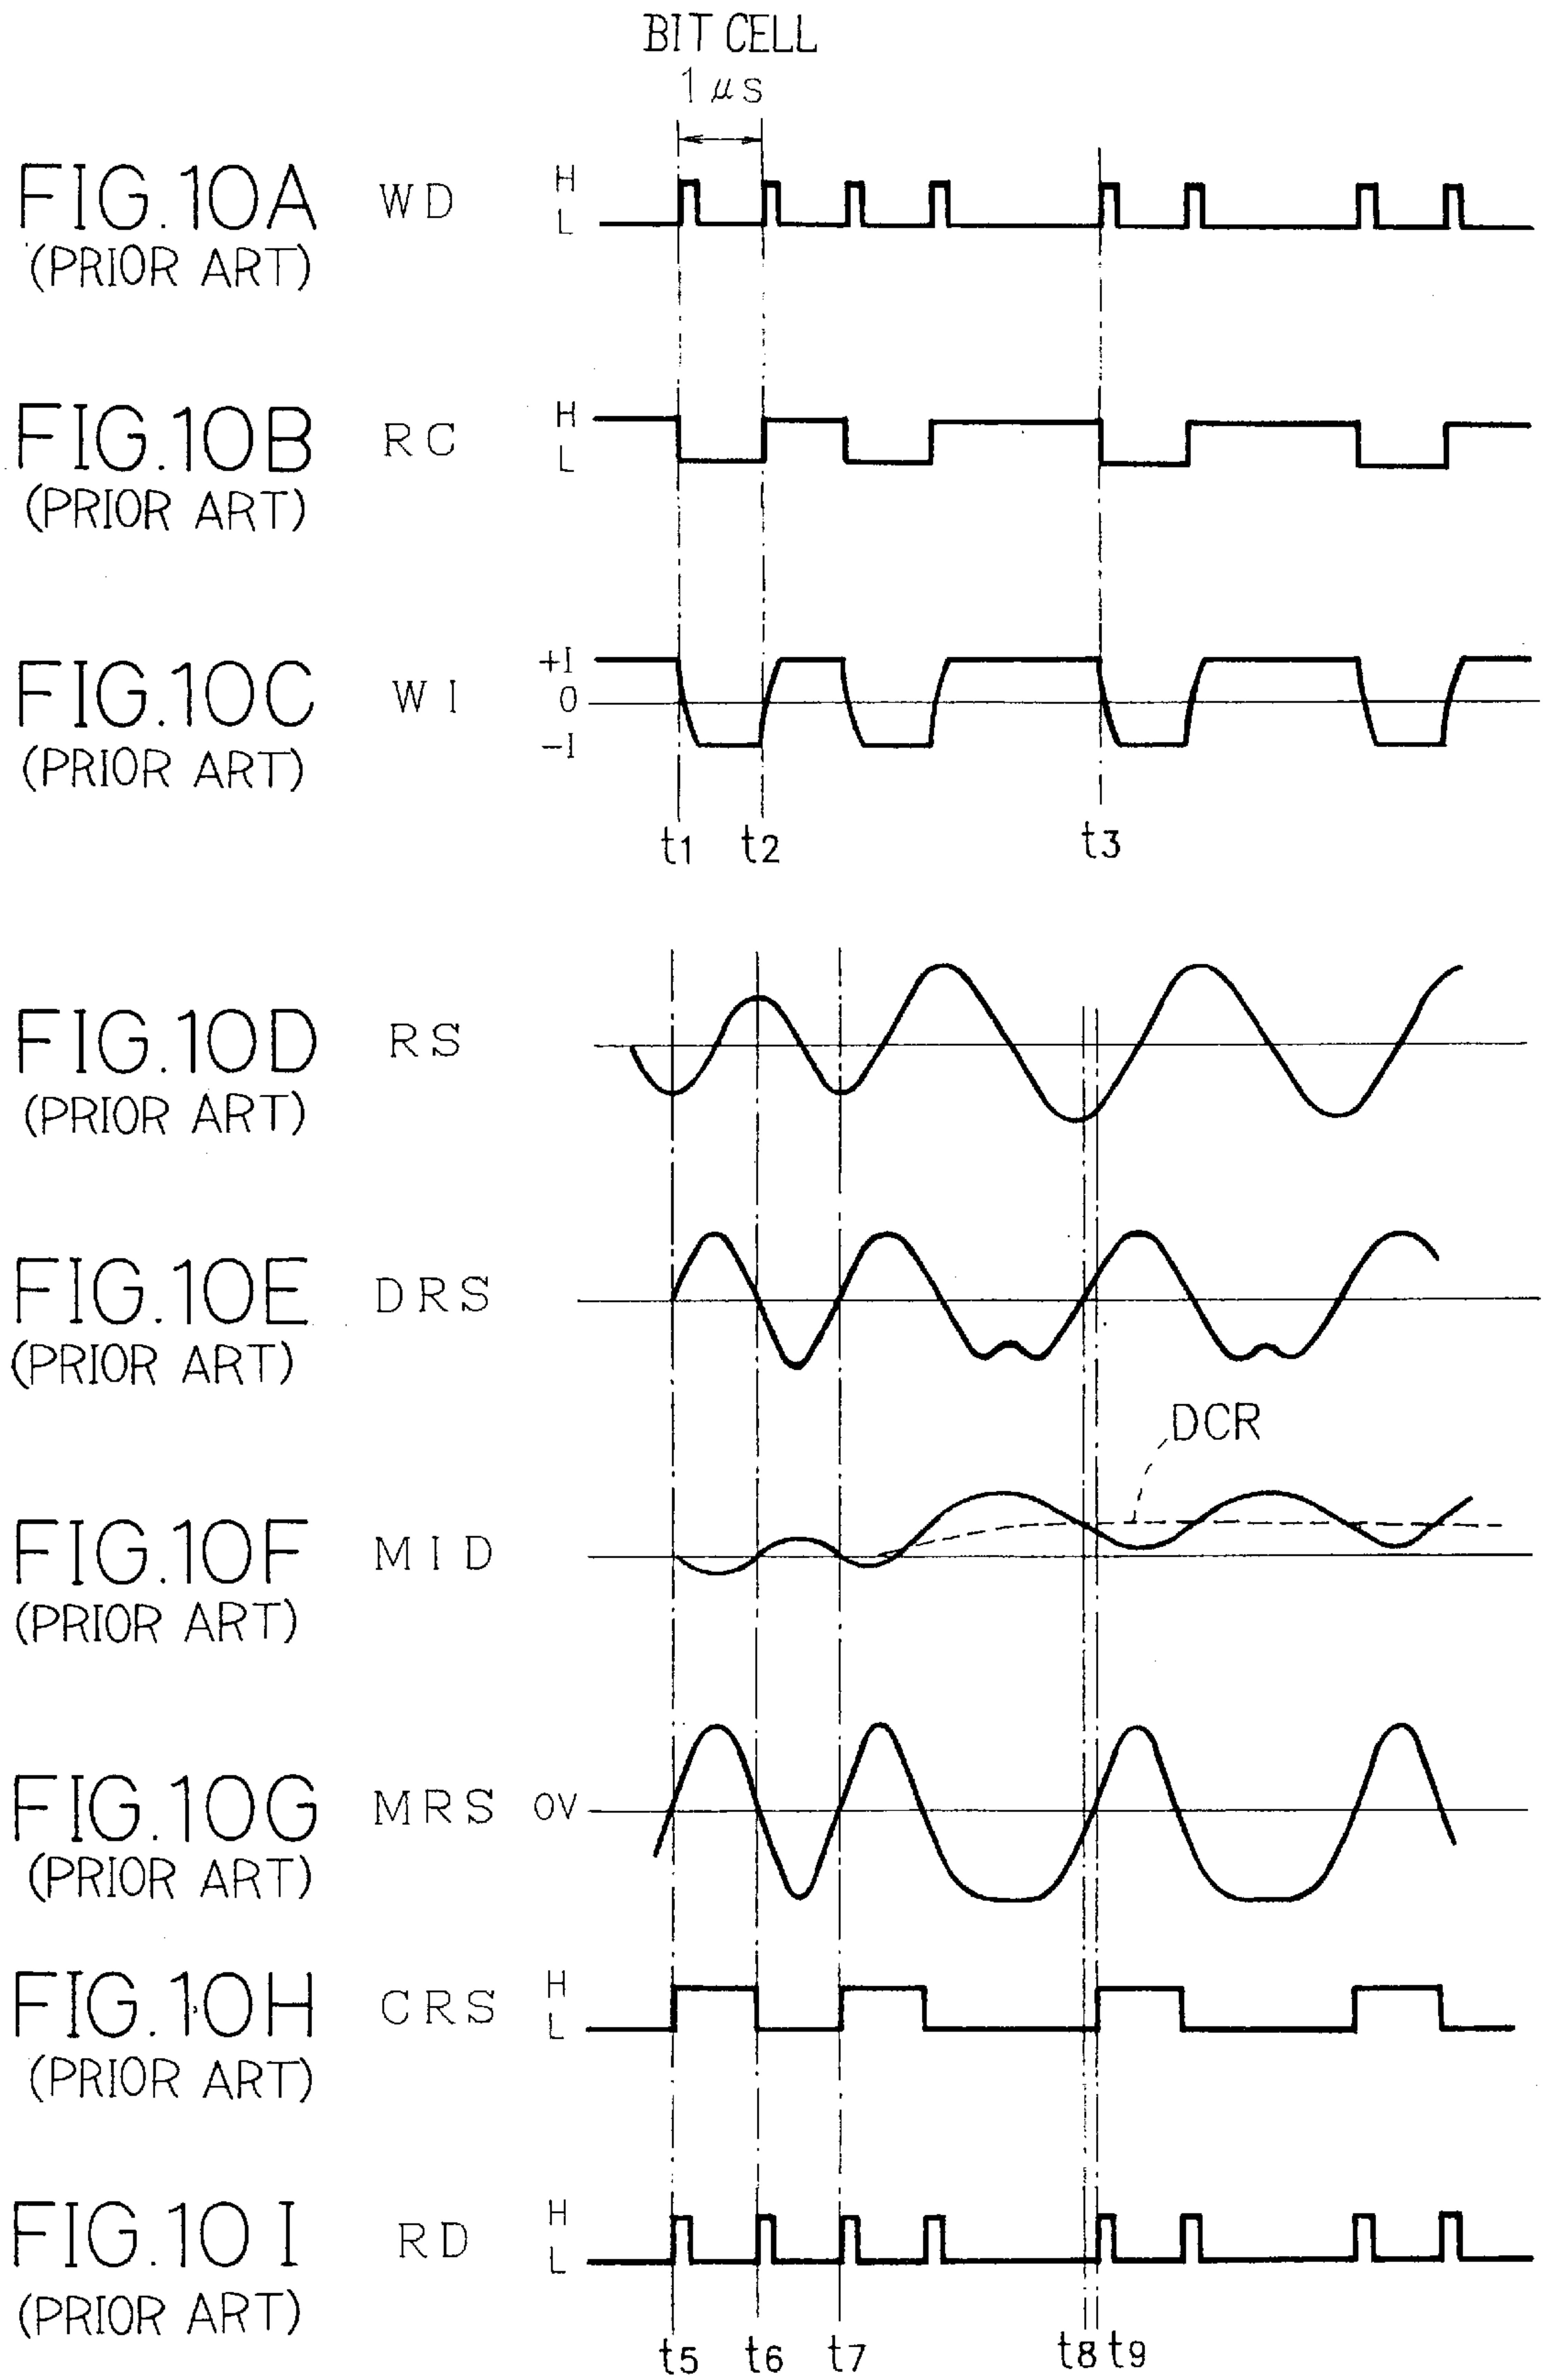 BIT CELL
1 μs
FIG.10A WD H
L
(PRIOR ART)
FIG.10B RC H
L
(PRIOR ART)
FIG.10C WI +I
0
-I
(PRIOR ART)
t1 t2 t3
FIG.10D RS
(PRIOR ART)
FIG.10E DRS
(PRIOR ART)
DCR
FIG.10F MID
(PRIOR ART)
FIG.10G MRS 0V
(PRIOR ART)
FIG.10H CRS H
L
(PRIOR ART)
FIG.10 I RD H
L
(PRIOR ART)
t5 t6 t7 t8 t9